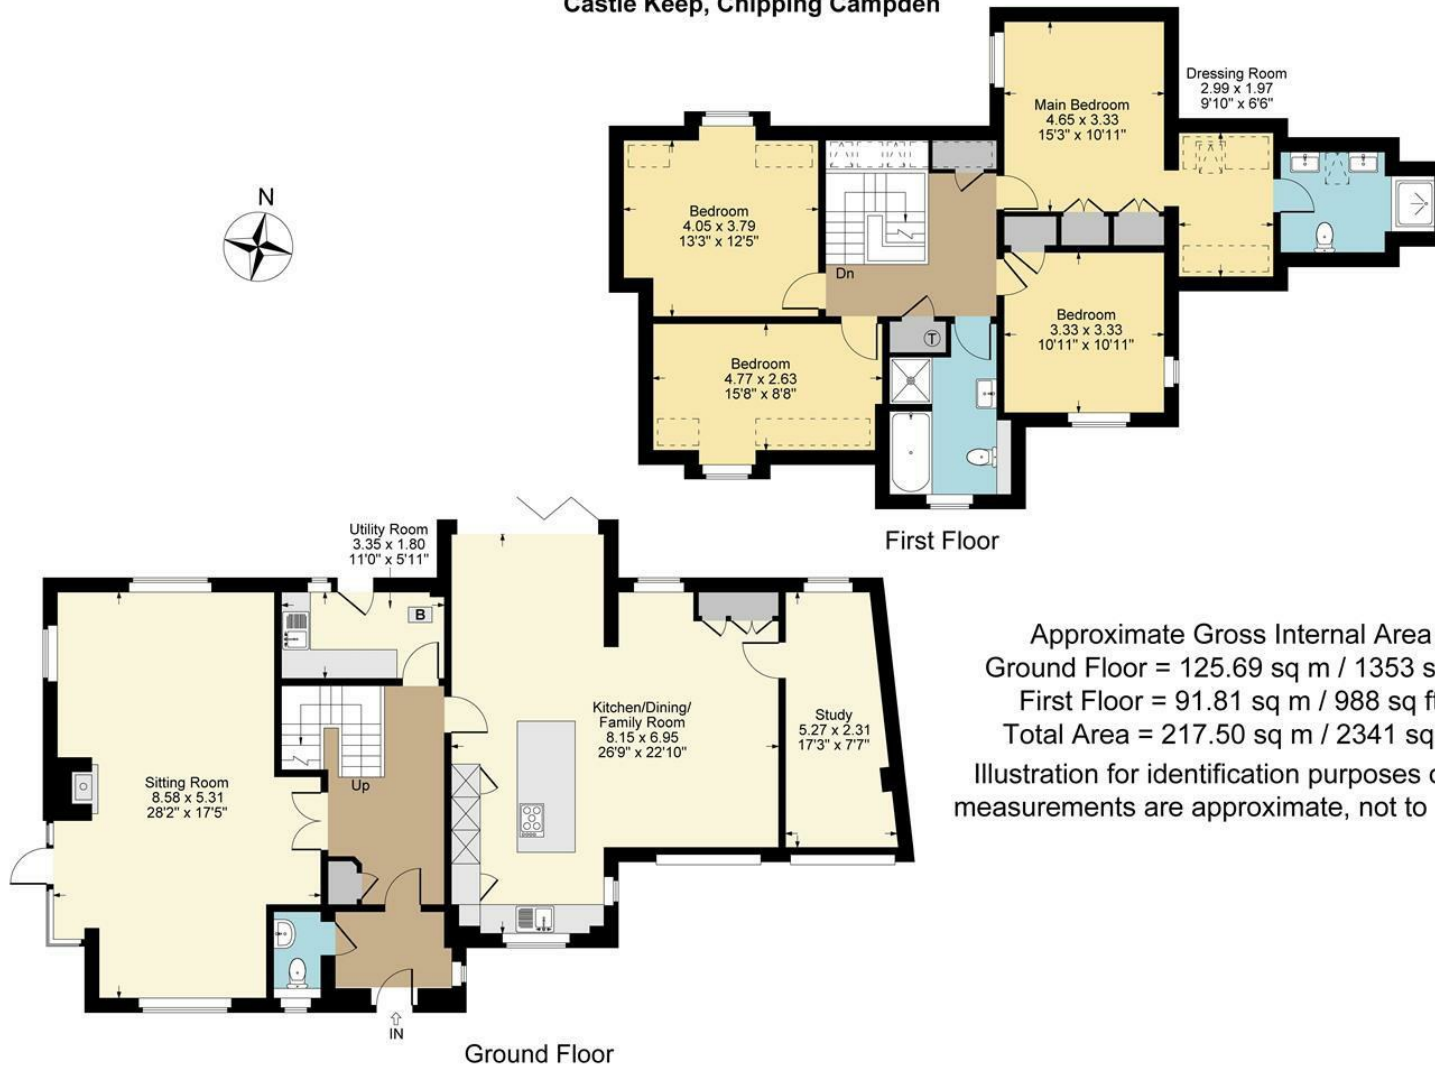 Castle Keep, Chipping Campden
Dressing Room
2.99 x 1.97
9'10" x 6'6"
Main Bedroom
4.65 x 3.33
15'3" x 10'11"
N
Bedroom
4.05 x 3.79
13'3" x 12'5"
Dn
Bedroom
3.33 x 3.33
10'11" x 10'11"
T
Bedroom
4.77 x 2.63
15'8" x 8'8"
First Floor
Utility Room
3.35 x 1.80
11'0" x 5'11"
B
Kitchen/Dining/
Family Room
8.15 x 6.95
26'9" x 22'10"
Study
5.27 x 2.31
17'3" x 7'7"
Sitting Room
8.58 x 5.31
28'2" x 17'5"
Up
IN
Ground Floor
Approximate Gross Internal Area
Ground Floor = 125.69 sq m / 1353 s
First Floor = 91.81 sq m / 988 sq ft
Total Area = 217.50 sq m / 2341 sq
Illustration for identification purposes
measurements are approximate, not to